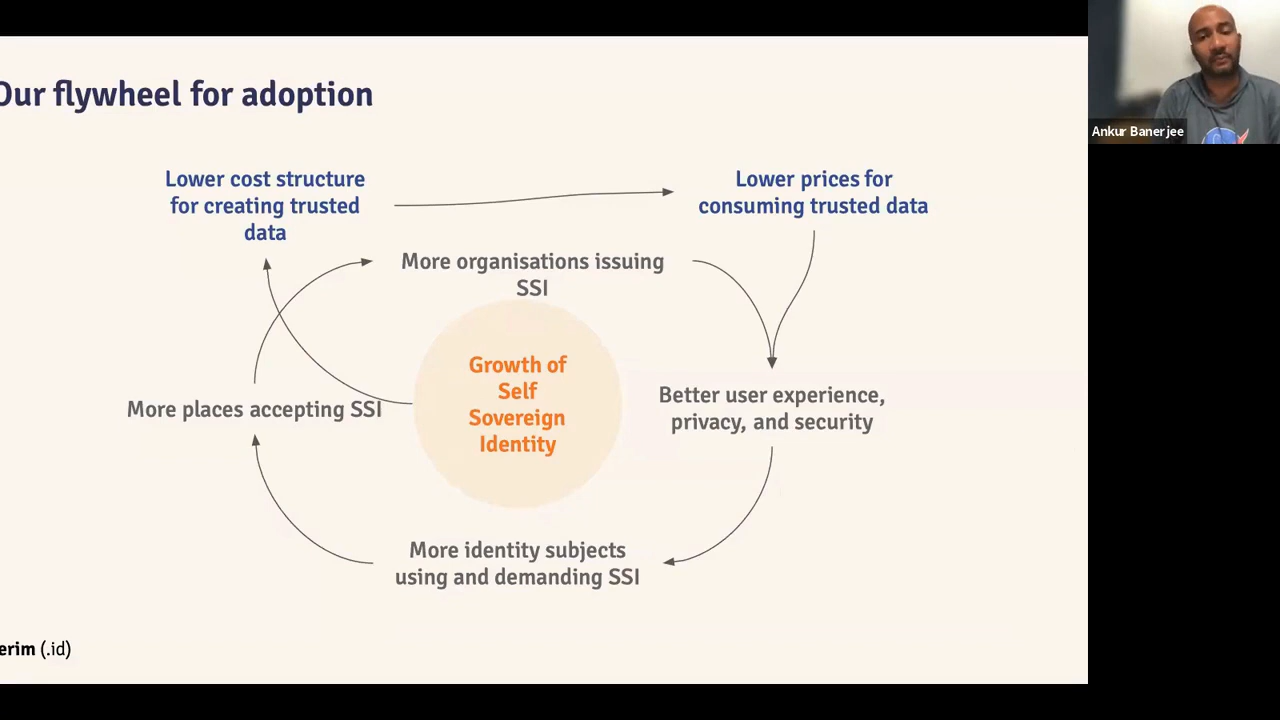 Our flywheel for adoption
Ankur Banerjee
Lower cost structure
for creating trusted
data
Lower prices for
consuming trusted data
More organisations issuing
SSI
Growth of
Self
Sovereign
Identity
More places accepting SSI
Better user experience,
privacy, and security
More identity subjects
using and demanding SSI
erim (.id)